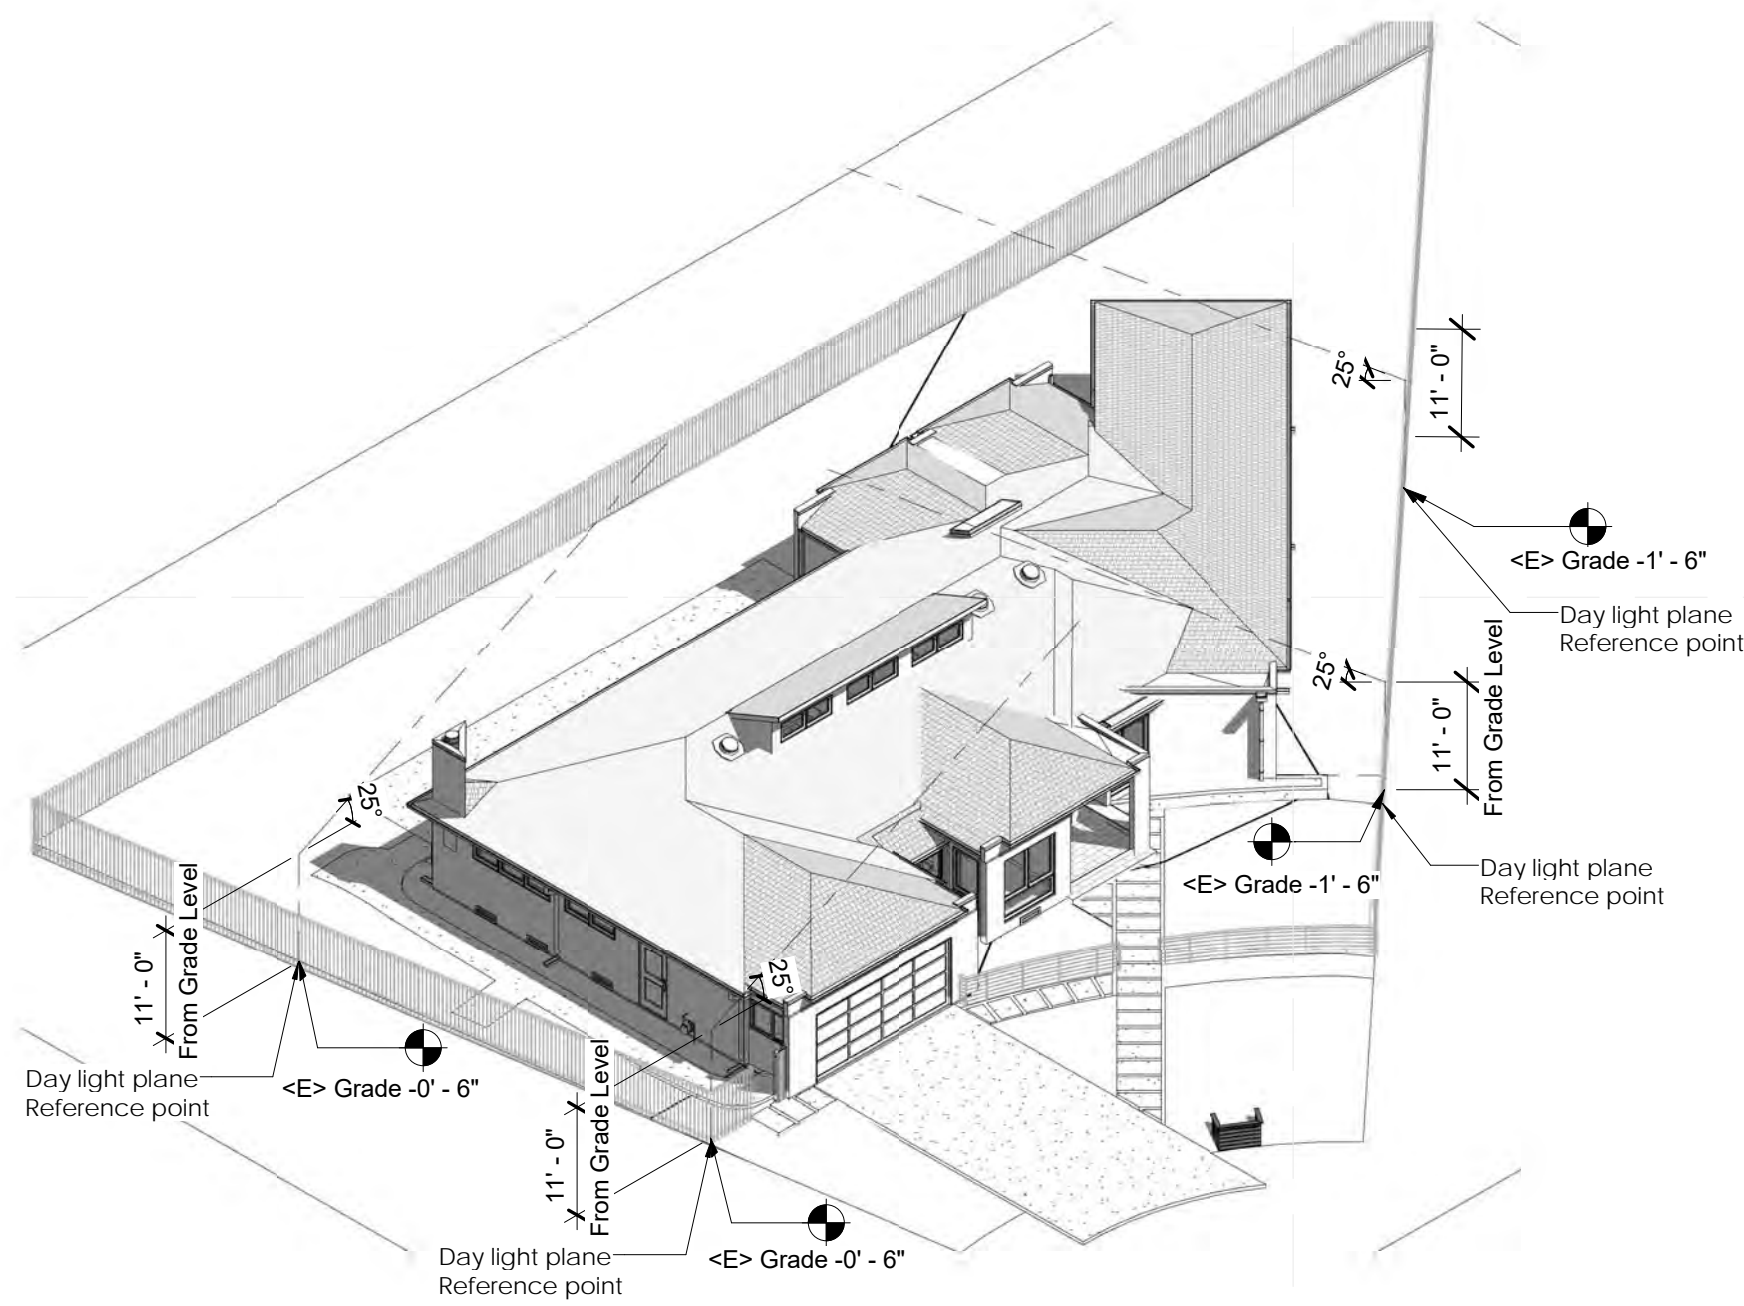 25°
11' - 0"
<E> Grade -1' - 6"
Day light plane
Reference point
25°
11' - 0"
From Grade Level
<E> Grade -1' - 6"
Day light plane
Reference point
25°
11' - 0"
From Grade Level
Day light plane
Reference point
<E> Grade -0' - 6"
25°
11' - 0"
From Grade Level
Day light plane
Reference point
<E> Grade -0' - 6"